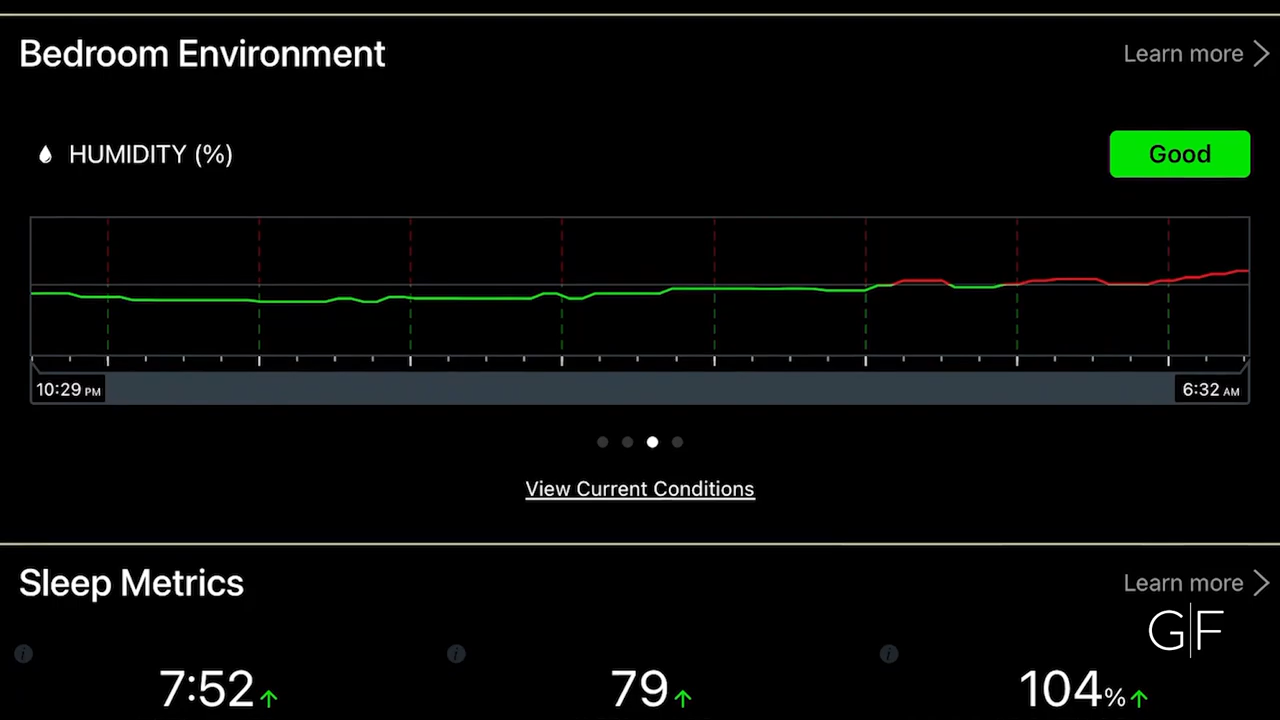 Bedroom Environment
Learn more
HUMIDITY (%)
Good
10:29 PM
6:32 AM
View Current Conditions
Sleep Metrics
Learn more
G|F
7:52
79
104%